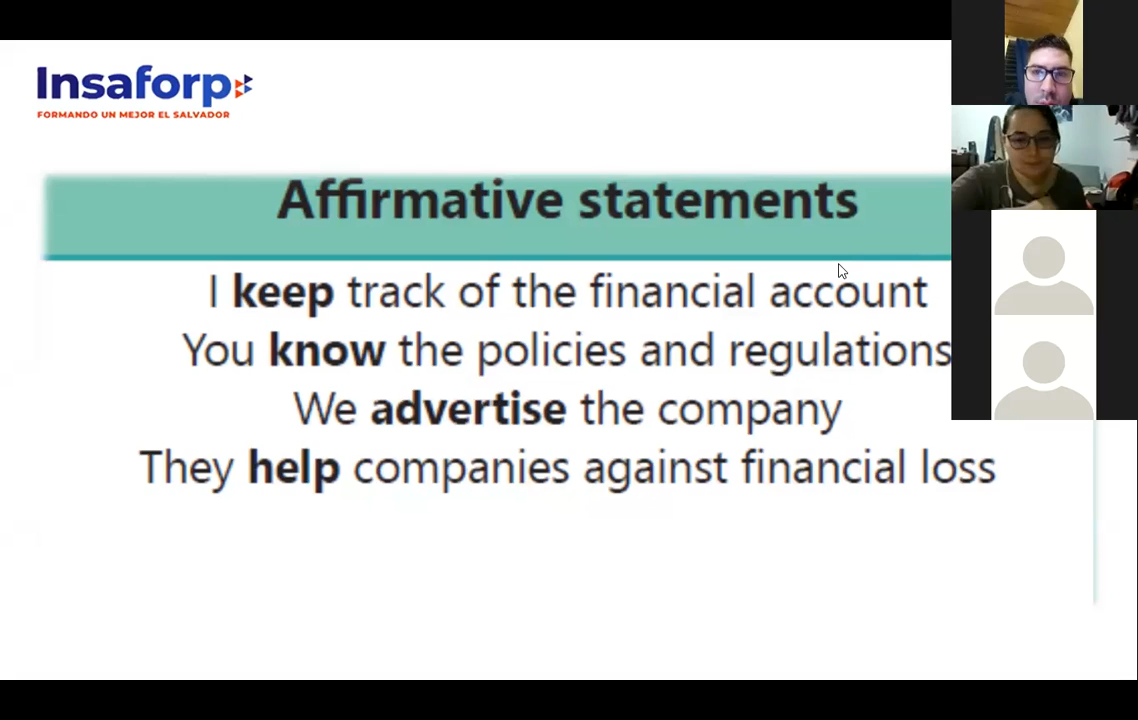 Insaforp
FORMANDO UN MEJOR EL SALVADOR
Affirmative statements
I keep track of the financial account
You know the policies and regulations
We advertise the company
They help companies against financial loss